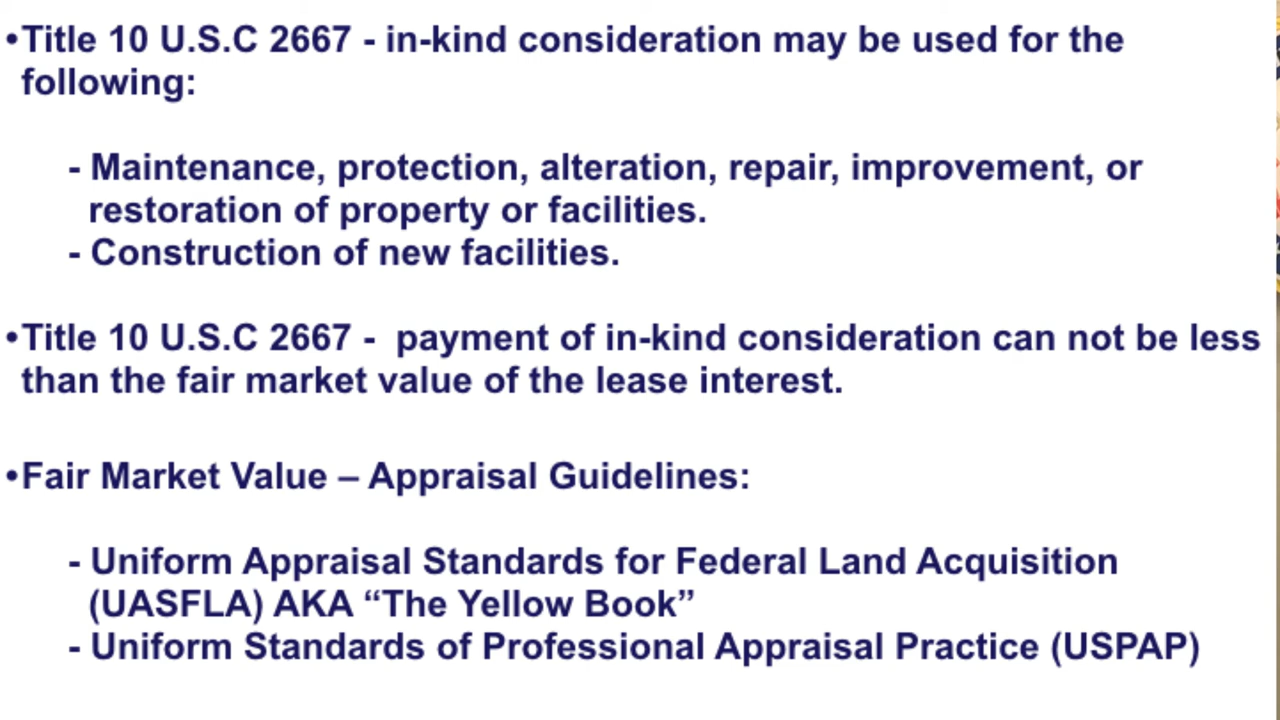 •Title 10 U.S.C 2667 - in-kind consideration may be used for the
following:
- Maintenance, protection, alteration, repair, improvement, or
restoration of property or facilities.
- Construction of new facilities.
•Title 10 U.S.C 2667 -  payment of in-kind consideration can not be less
than the fair market value of the lease interest.
•Fair Market Value – Appraisal Guidelines:
- Uniform Appraisal Standards for Federal Land Acquisition
(UASFLA) AKA “The Yellow Book”
- Uniform Standards of Professional Appraisal Practice (USPAP)